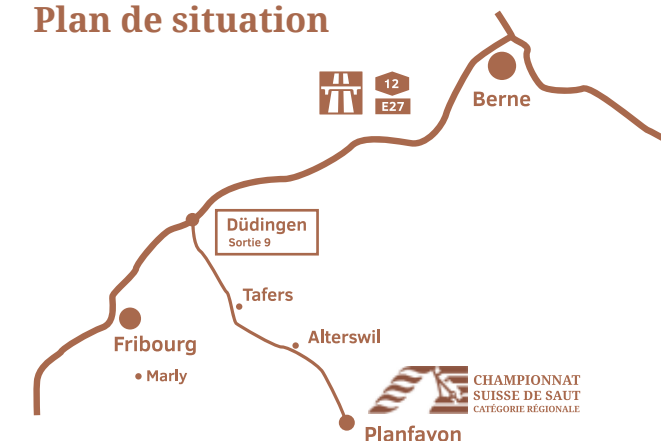 Plan de situation
12
E27
Berne
Düdingen
Sortie 9
Tafers
Alterswil
Fribourg
Marly
CHAMPIONNAT
SUISSE DE SAUT
CATÉGORIE RÉGIONALE
Planfayon